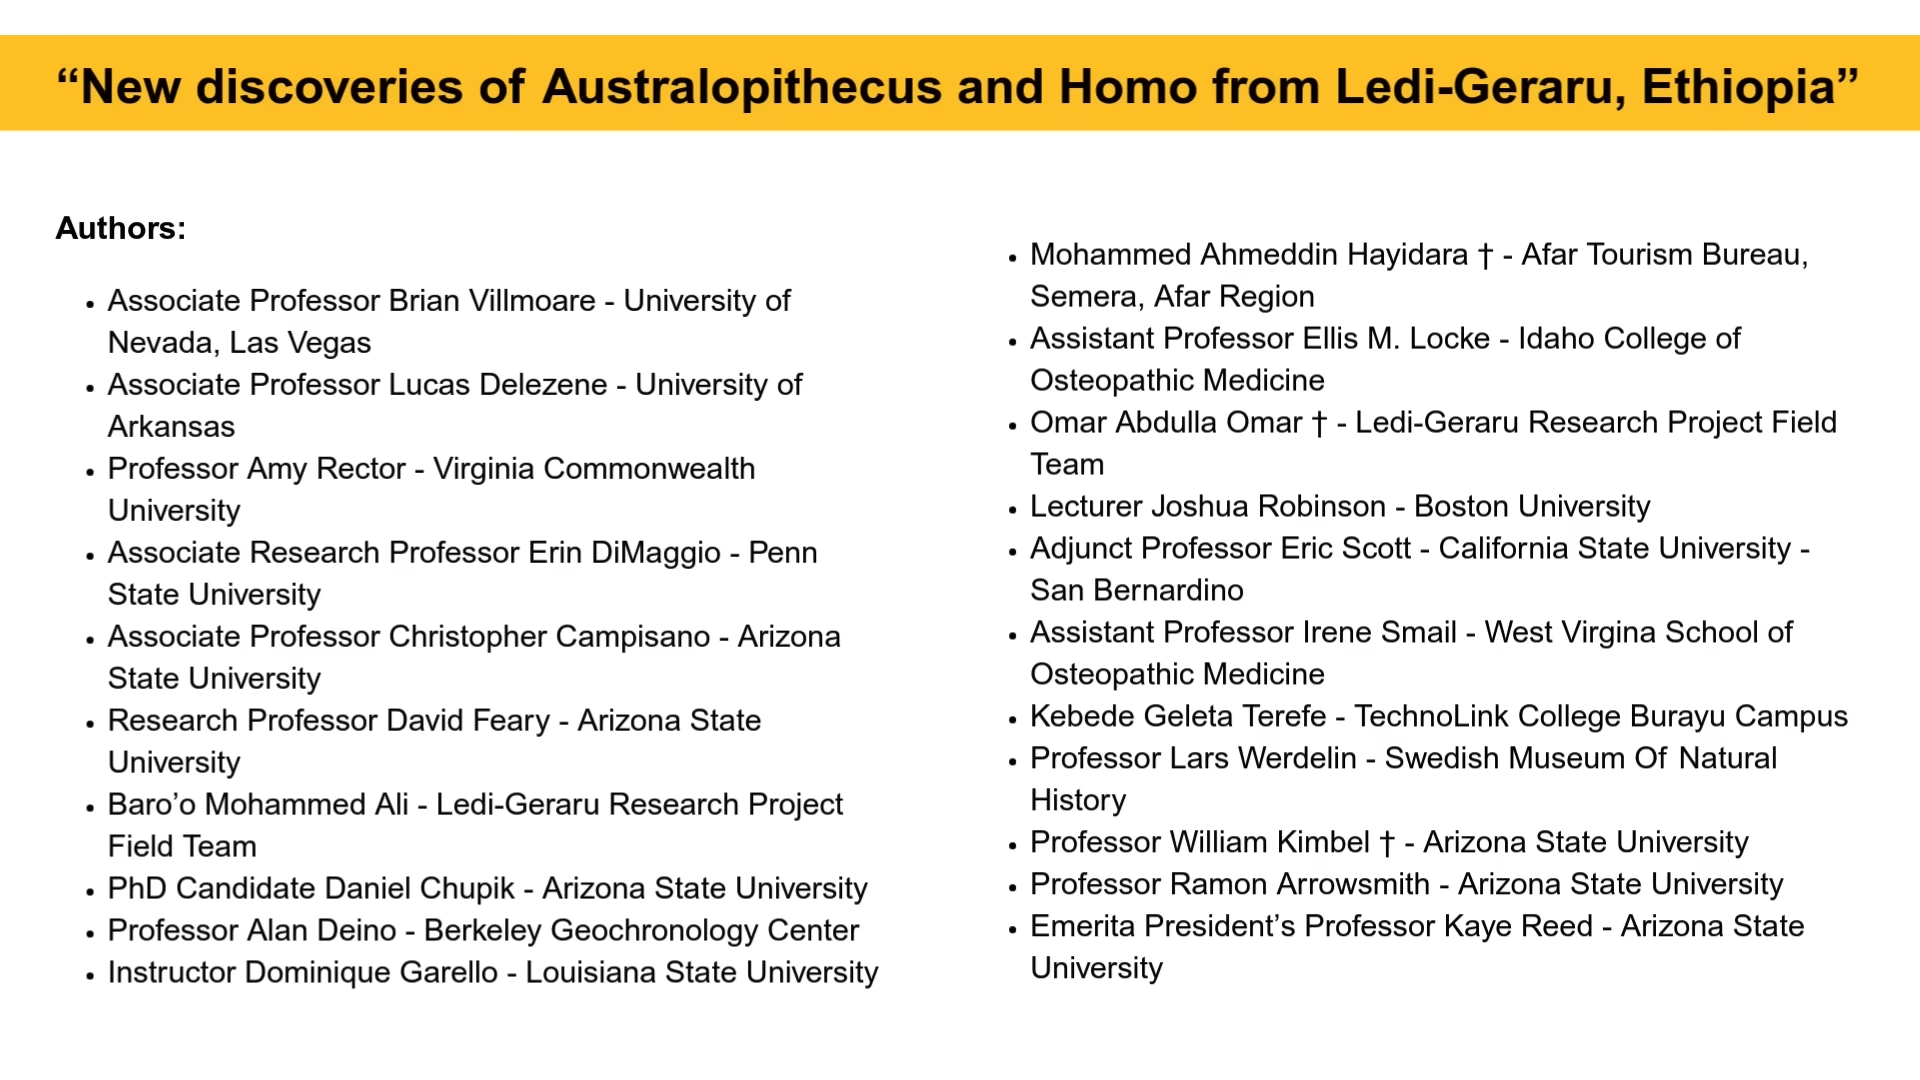 “New discoveries of Australopithecus and Homo from Ledi-Geraru, Ethiopia”
Authors:
• Associate Professor Brian Villmoare - University of
Nevada, Las Vegas
• Associate Professor Lucas Delezene - University of
Arkansas
• Professor Amy Rector - Virginia Commonwealth
University
• Associate Research Professor Erin DiMaggio - Penn
State University
• Associate Professor Christopher Campisano - Arizona
State University
• Research Professor David Feary - Arizona State
University
• Baro’o Mohammed Ali - Ledi-Geraru Research Project
Field Team
• PhD Candidate Daniel Chupik - Arizona State University
• Professor Alan Deino - Berkeley Geochronology Center
• Instructor Dominique Garello - Louisiana State University
• Mohammed Ahmeddin Hayidara † - Afar Tourism Bureau,
Semera, Afar Region
• Assistant Professor Ellis M. Locke - Idaho College of
Osteopathic Medicine
• Omar Abdulla Omar † - Ledi-Geraru Research Project Field
Team
• Lecturer Joshua Robinson - Boston University
• Adjunct Professor Eric Scott - California State University -
San Bernardino
• Assistant Professor Irene Smail - West Virgina School of
Osteopathic Medicine
• Kebede Geleta Terefe - TechnoLink College Burayu Campus
• Professor Lars Werdelin - Swedish Museum Of Natural
History
• Professor William Kimbel † - Arizona State University
• Professor Ramon Arrowsmith - Arizona State University
• Emerita President’s Professor Kaye Reed - Arizona State
University